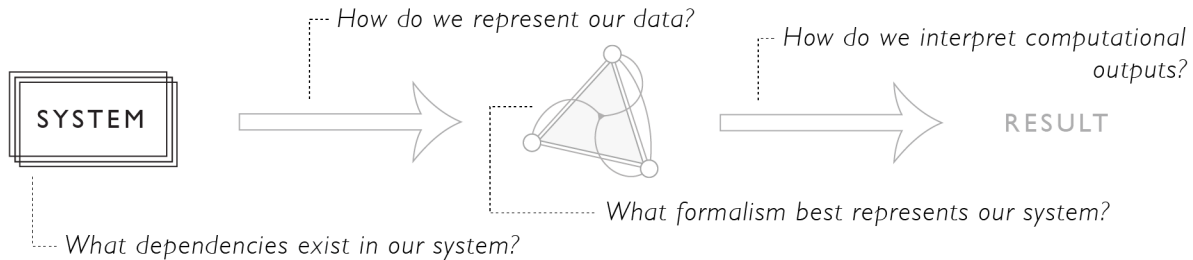 How do we represent our data?
How do we interpret computational
outputs?
SYSTEM
RESULT
What formalism best represents our system?
What dependencies exist in our system?